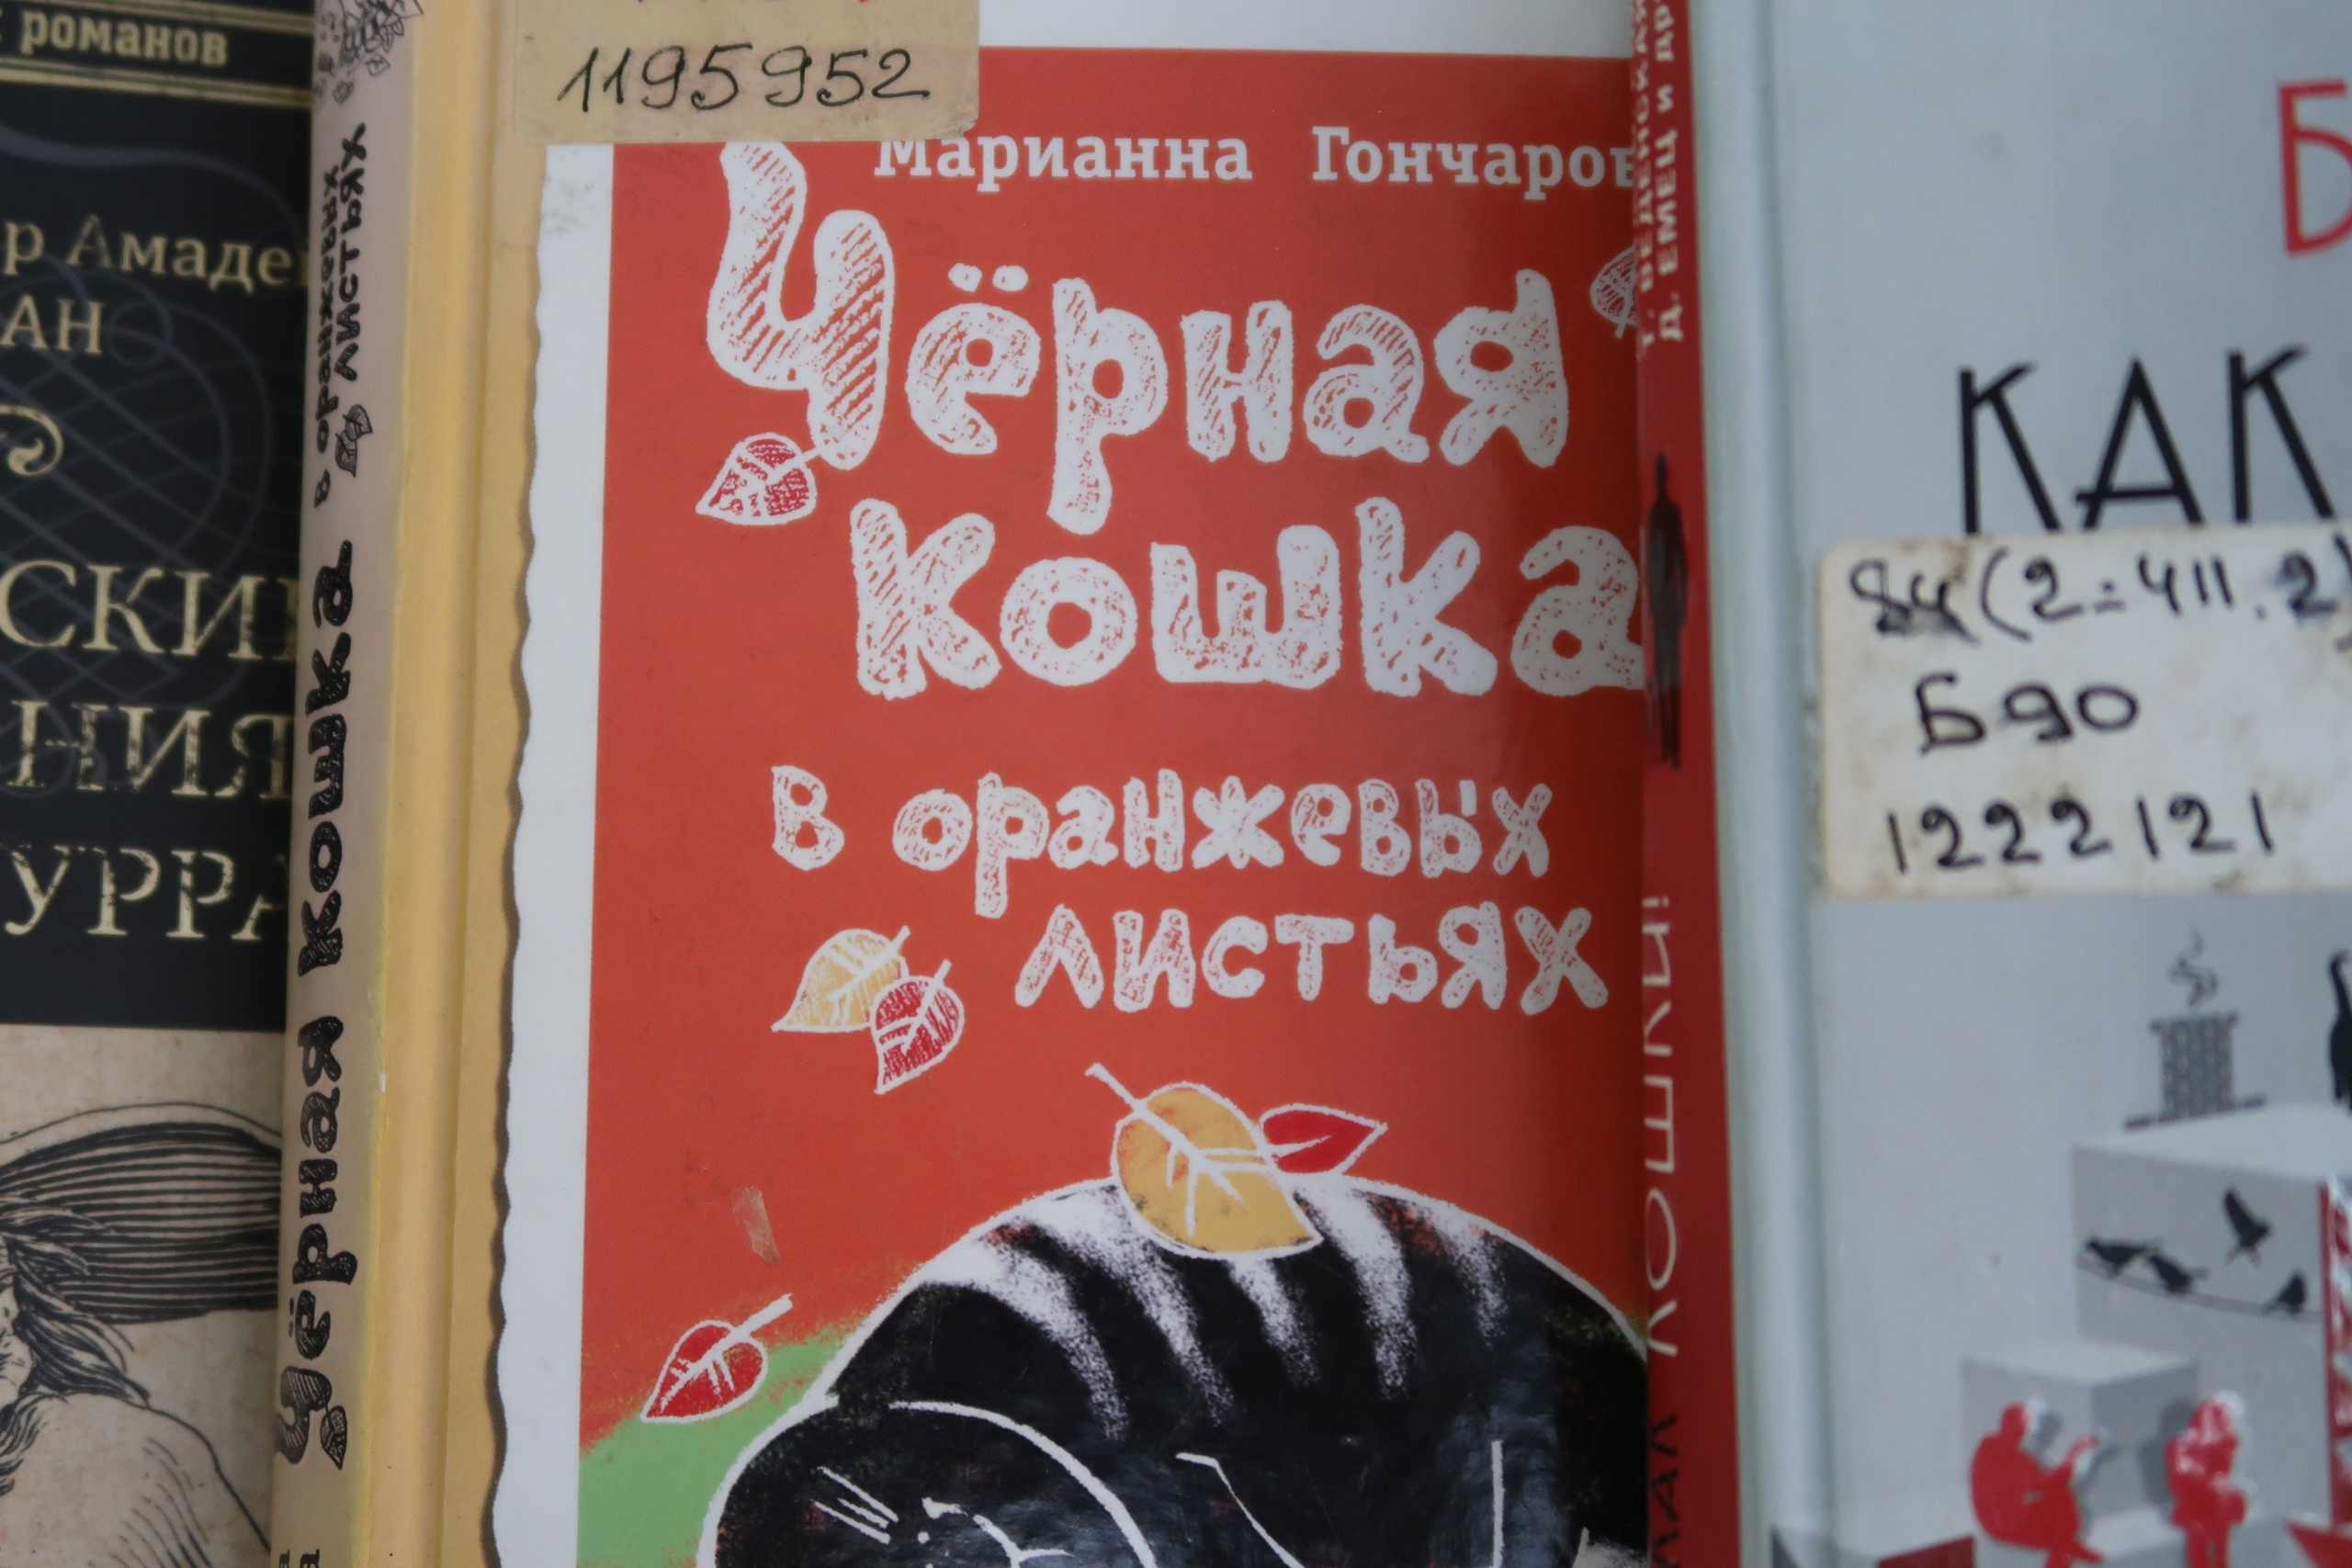 романов
Амаде
АН
СКИ
НИЯ
УРРА
Чёрная кошка
в оранжевых
листьях
1195952
Марианна Гончаров
Чёрная
кошка
в оранжевых
листьях
Д. ЕМЕЦ и др
КОШКИ!
Б
КАК
84(2=411.2)
Б90
1222121